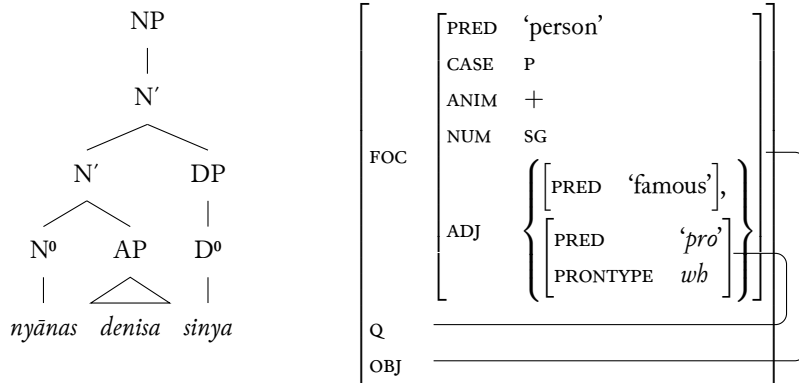 NP
N′
N′ DP
N⁰ AP D⁰
nyānas denisa sinya
PRED ‘person’
CASE P
ANIM +
NUM SG
FOC
PRED ‘famous’,
ADJ
PRED ‘pro’
PRONTYPE wh
Q
OBJ